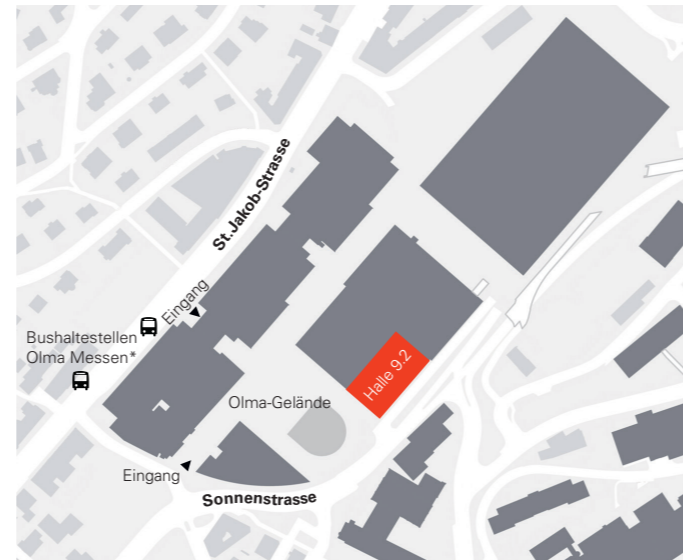 St.Jakob-Strasse
Eingang
Bushaltestellen
Olma Messen*
Halle 9.2
Olma-Gelände
Eingang
Sonnenstrasse